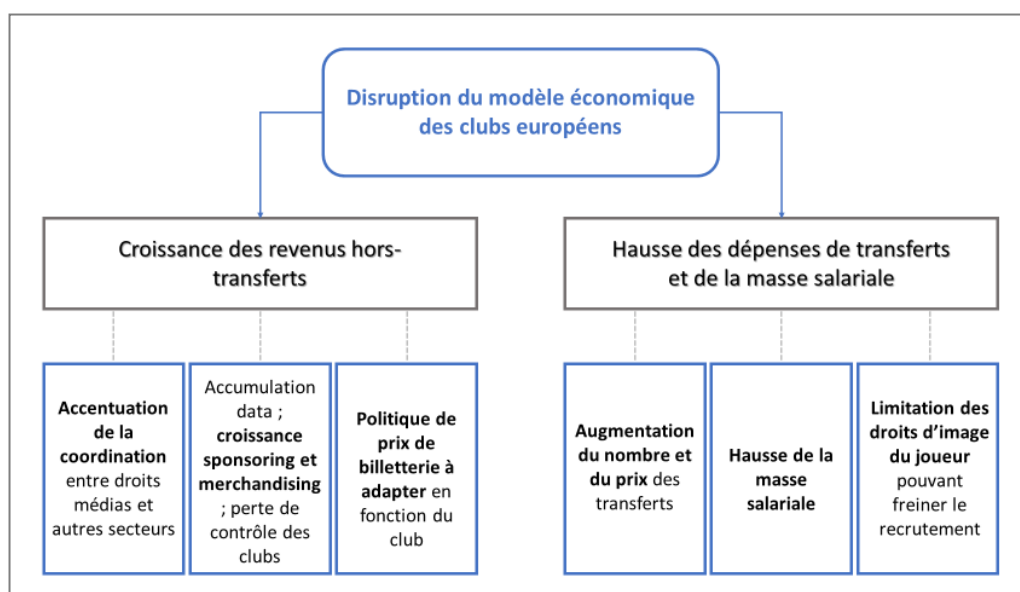 Disruption du modèle économique
des clubs européens
Croissance des revenus hors-
transferts
Hausse des dépenses de transferts
et de la masse salariale
Accentuation
de la
coordination
entre droits
médias et
autres secteurs
Accumulation
data ;
croissance
sponsoring et
merchandising
; perte de
contrôle des
clubs
Politique de
prix de
billetterie à
adapter en
fonction du
club
Augmentation
du nombre et
du prix des
transferts
Hausse de la
masse
salariale
Limitation des
droits d’image
du joueur
pouvant
freiner le
recrutement